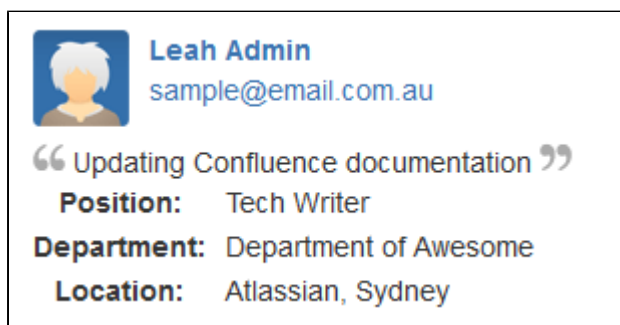 Leah Admin
sample@email.com.au
“ Updating Confluence documentation ”
Position: Tech Writer
Department: Department of Awesome
Location: Atlassian, Sydney